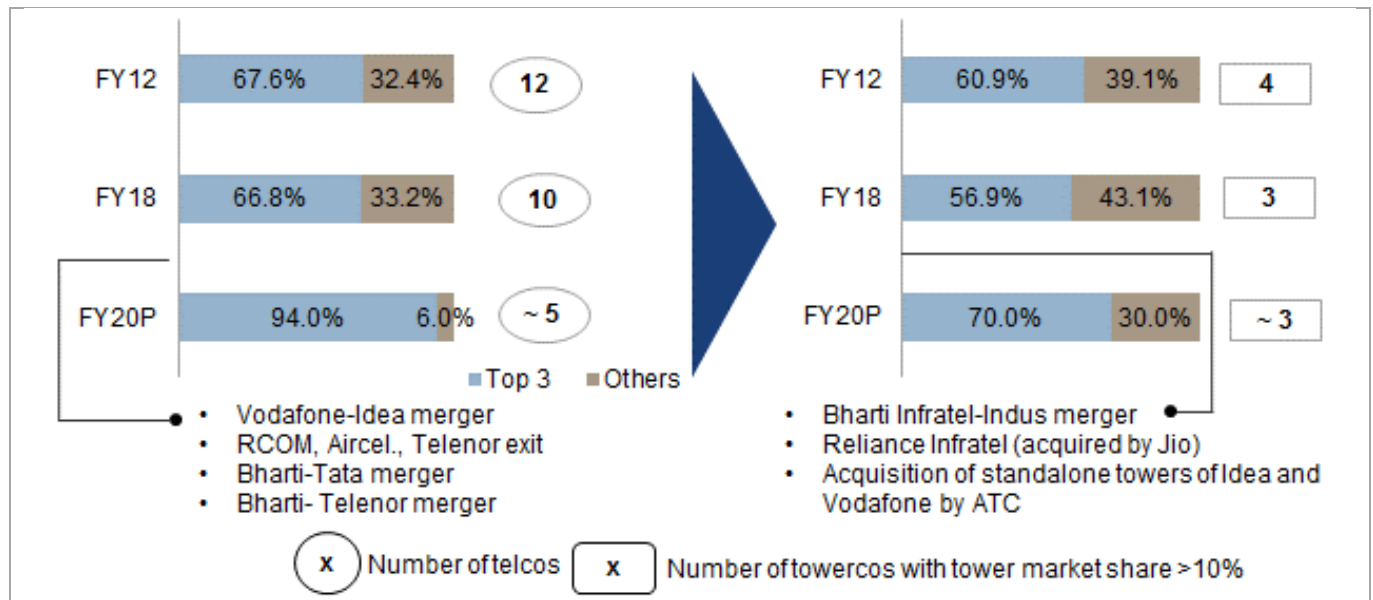 FY12
67.6%
32.4%
12
FY18
66.8%
33.2%
10
FY20P
94.0%
6.0%
~ 5
Top 3
Others
• Vodafone-Idea merger
• RCOM, Aircel., Telenor exit
• Bharti-Tata merger
• Bharti- Telenor merger
FY12
60.9%
39.1%
4
FY18
56.9%
43.1%
3
FY20P
70.0%
30.0%
~ 3
• Bharti Infratel-Indus merger
• Reliance Infratel (acquired by Jio)
• Acquisition of standalone towers of Idea and
Vodafone by ATC
x Number of telcos
x Number of towercos with tower market share >10%